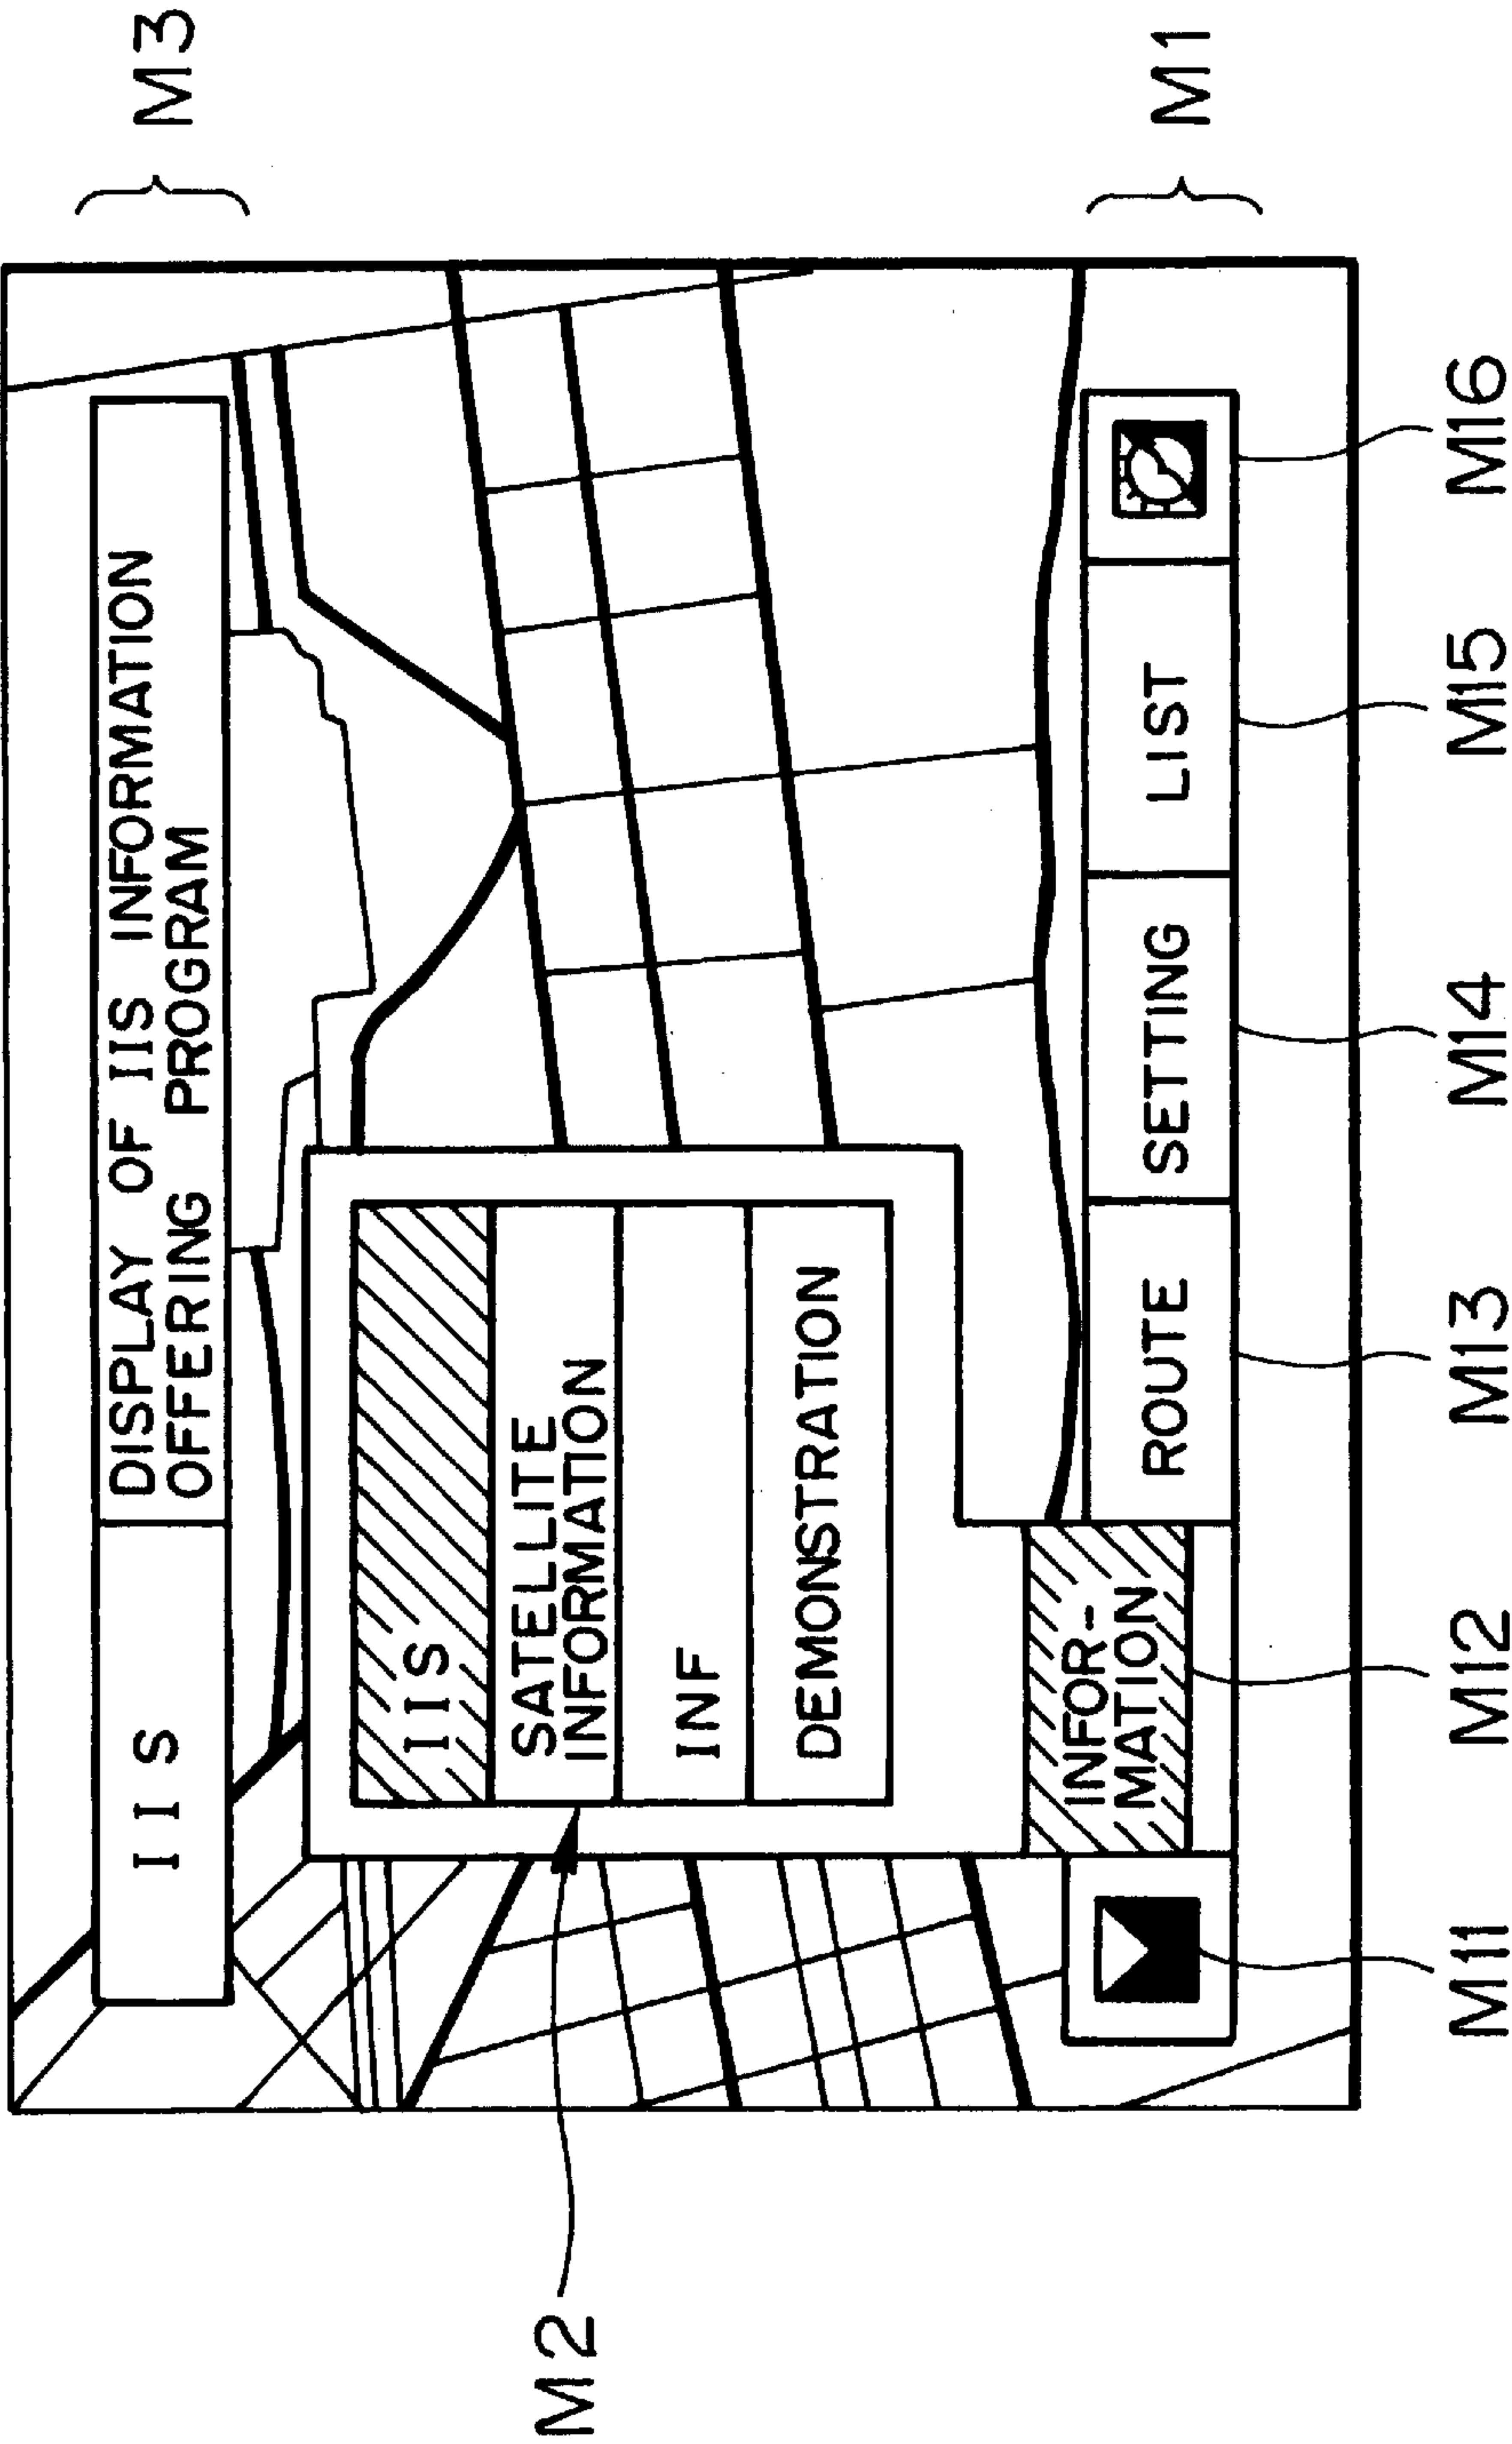 M3
IIS
DISPLAY OF IIS INFORMATION
OFFERING PROGRAM
M2
IIS
SATELLITE
INFORMATION
INF
DEMONSTRATION
INFOR-
MATION
ROUTE
SETTING
LIST
M1
M11
M12
M13
M14
M15
M16